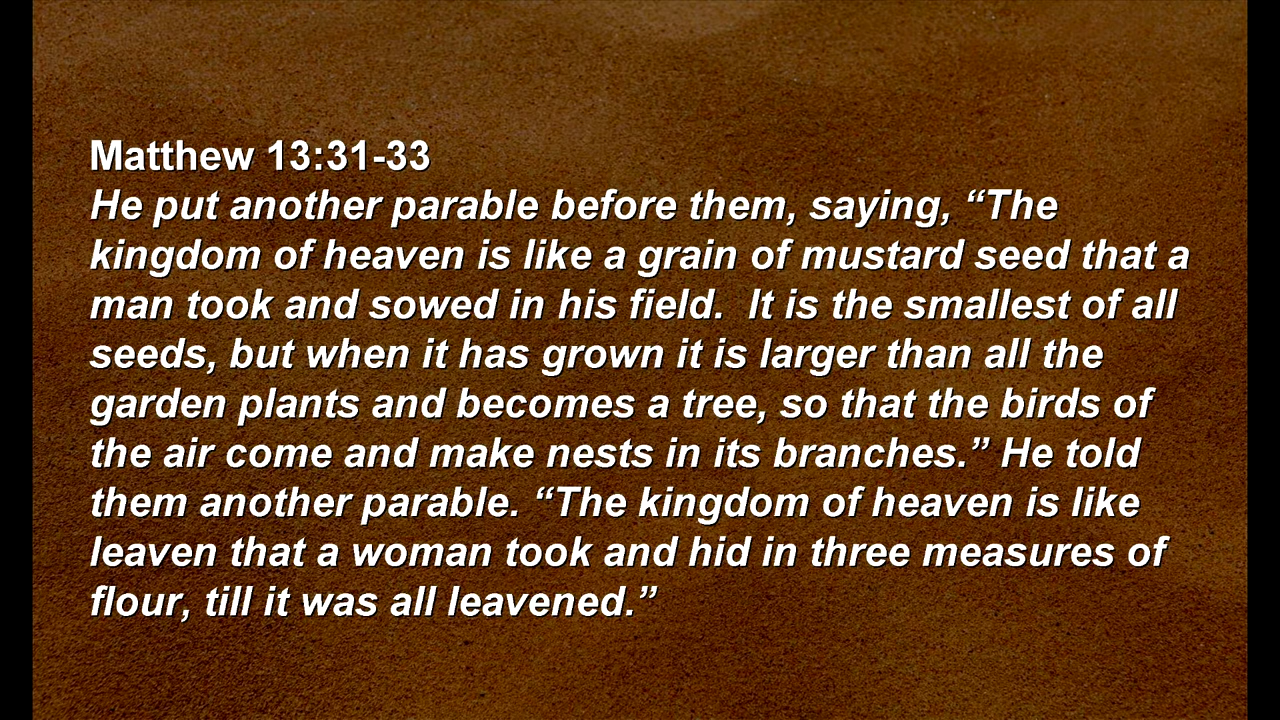 Matthew 13:31-33
He put another parable before them, saying, “The
kingdom of heaven is like a grain of mustard seed that a
man took and sowed in his field.  It is the smallest of all
seeds, but when it has grown it is larger than all the
garden plants and becomes a tree, so that the birds of
the air come and make nests in its branches.” He told
them another parable. “The kingdom of heaven is like
leaven that a woman took and hid in three measures of
flour, till it was all leavened.”